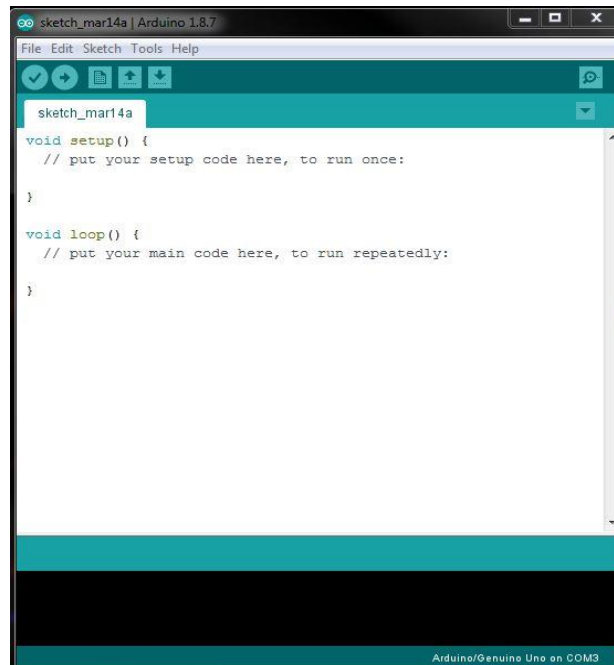 sketch_mar14a | Arduino 1.8.7
File Edit Sketch Tools Help
sketch_mar14a
void setup() {
  // put your setup code here, to run once:
}
void loop() {
  // put your main code here, to run repeatedly:
}
Arduino/Genuino Uno on COM3